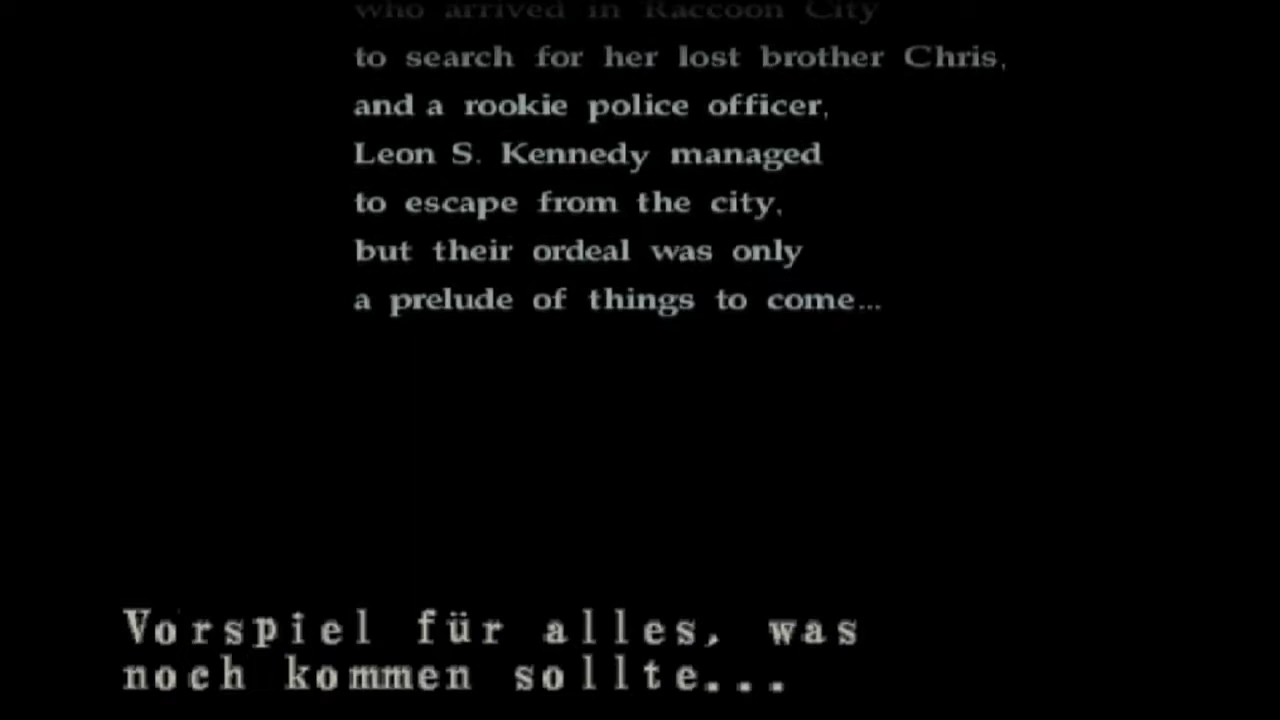 who arrived in Raccoon City
to search for her lost brother Chris,
and a rookie police officer,
Leon S. Kennedy managed
to escape from the city,
but their ordeal was only
a prelude of things to come...
Vorspiel für alles, was
noch kommen sollte...